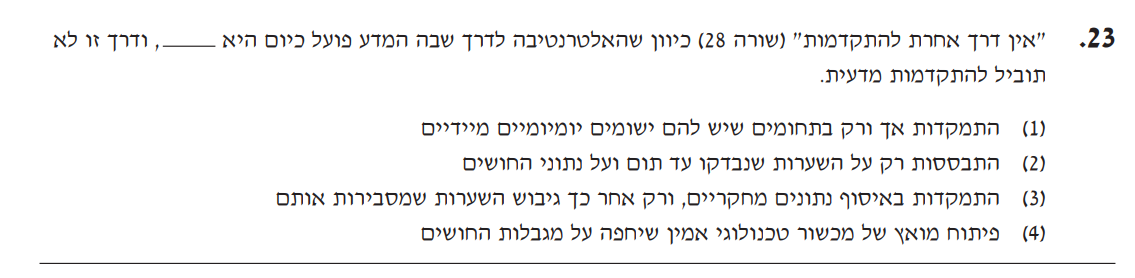 23. "אין דרך אחרת להתקדמות" (שורה 28) כיוון שהאלטרנטיבה לדרך שבה המדע פועל כיום היא _____, ודרך זו לא
תוביל להתקדמות מדעית.
(1) התמקדות אך ורק בתחומים שיש להם ישומים יומיומיים מיידיים
(2) התבססות רק על השערות שנבדקו עד תום ועל נתוני החושים
(3) התמקדות באיסוף נתונים מחקריים, ורק אחר כך גיבוש השערות שמסבירות אותם
(4) פיתוח מואץ של מכשור טכנולוגי אמין שיחפה על מגבלות החושים